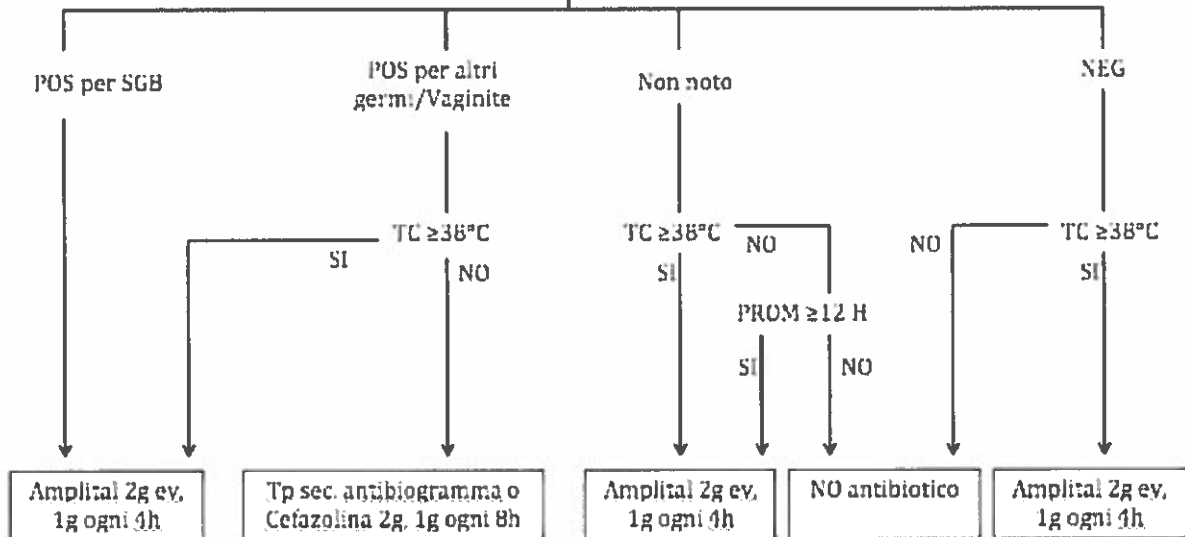 POS per SGB
POS per altri
germi/Vaginite
Non noto
NEG
TC ≥38°C
SI
NO
TC ≥38°C
SI
NO
PROM ≥12 H
SI
NO
NO
TC ≥38°C
SI
Amplital 2g ev,
1g ogni 4h
Tp sec. antibiogramma o
Cefazolina 2g, 1g ogni 8h
Amplital 2g ev,
1g ogni 4h
NO antibiotico
Amplital 2g ev,
1g ogni 4h